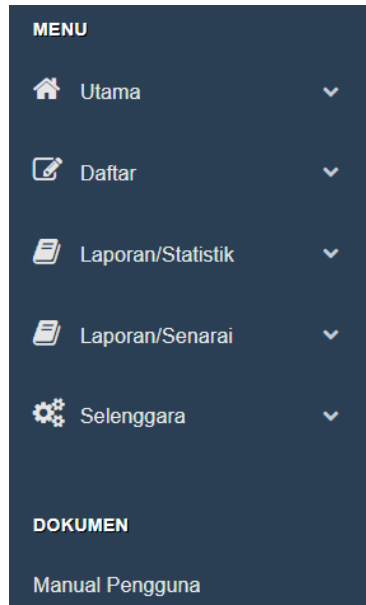 MENU
Utama
Daftar
Laporan/Statistik
Laporan/Senarai
Selenggara
DOKUMEN
Manual Pengguna